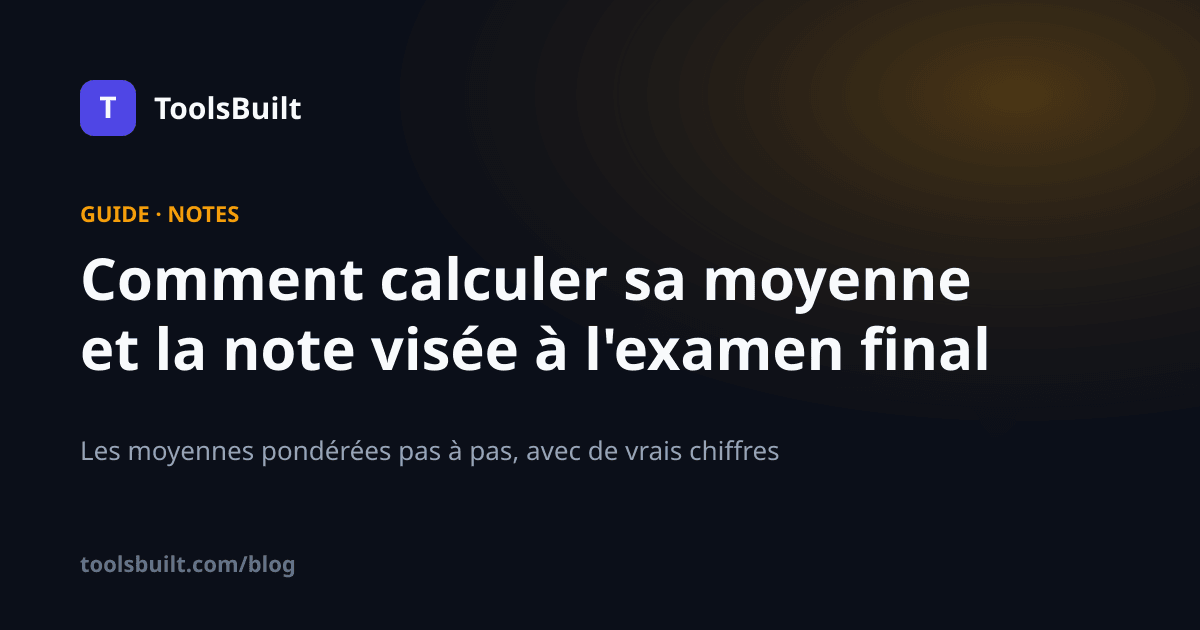 T
ToolsBuilt
GUIDE · NOTES
Comment calculer sa moyenne
et la note visée à l'examen final
Les moyennes pondérées pas à pas, avec de vrais chiffres
toolsbuilt.com/blog